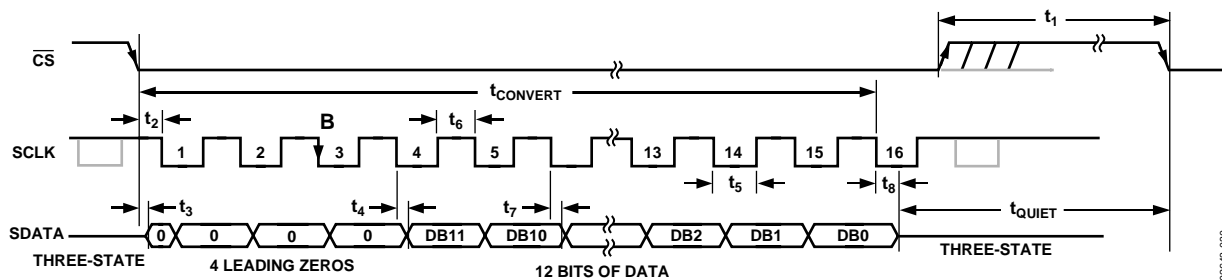 t1
CS
tCONVERT
t2
B
t6
SCLK
1
2
3
4
5
13
14
15
16
t5
t8
t3
t4
t7
tQUIET
SDATA
0
0
0
0
DB11
DB10
DB2
DB1
DB0
THREE-STATE
4 LEADING ZEROS
12 BITS OF DATA
THREE-STATE